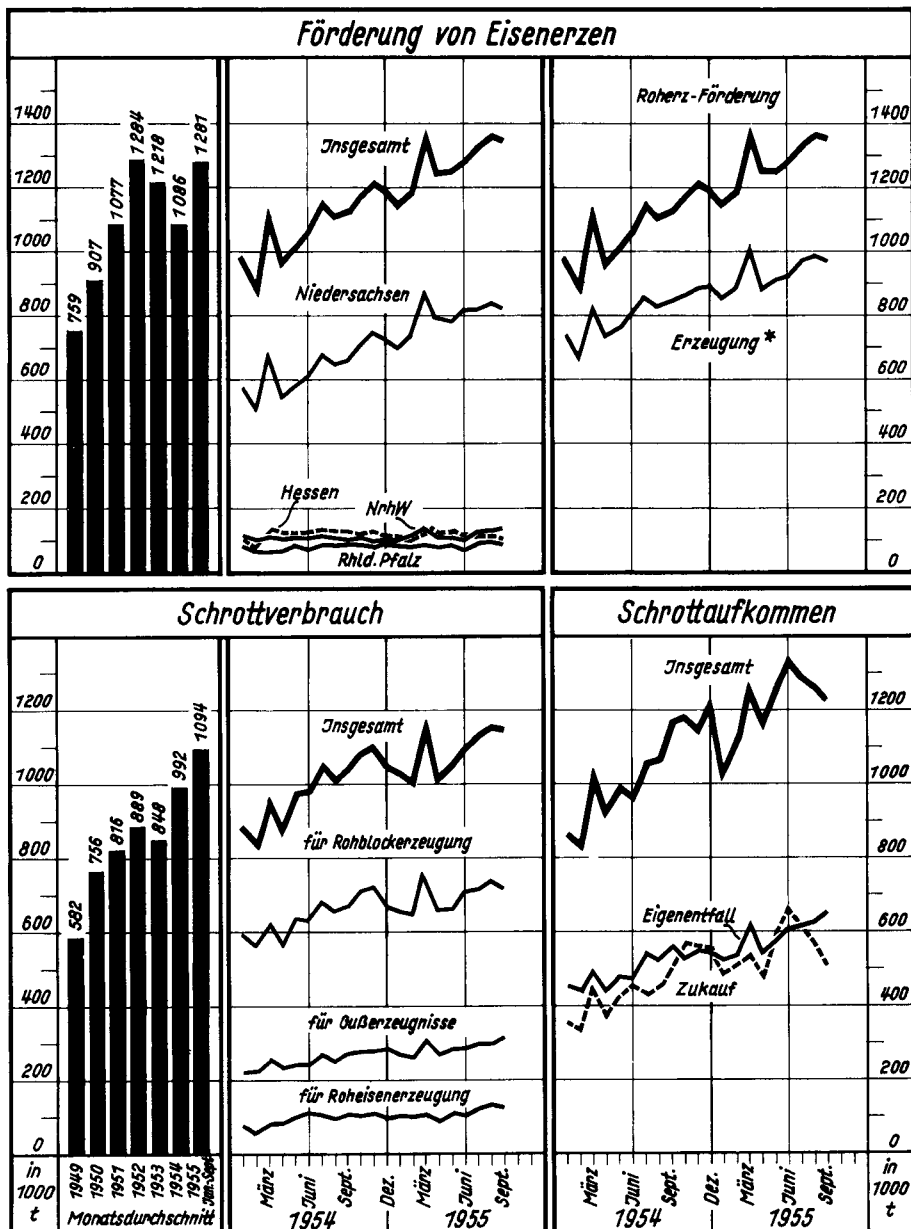 Förderung von Eisenerzen
1400
1200
1000
800
600
400
200
0
759
907
1077
1284
1218
1086
1281
Insgesamt
Niedersachsen
Hessen
NrhW
Rhld. Pfalz
Roherz-Förderung
Erzeugung *
1400
1200
1000
800
600
400
200
0
Schrottverbrauch
Schrottaufkommen
1200
1000
800
600
400
200
0
in
1000
t
582
756
816
889
848
992
1094
1949
1950
1951
1952
1953
1954
1955 Jan.-Sept.
Monatsdurchschnitt
Insgesamt
für Rohblockerzeugung
für Gußerzeugnisse
für Roheisenerzeugung
März Juni Sept. Dez. März Juni Sept.
1954 1955
Insgesamt
Eigenentfall
Zukauf
März Juni Sept. Dez. März Juni Sept.
1954 1955
1200
1000
800
600
400
200
0
in
1000
t